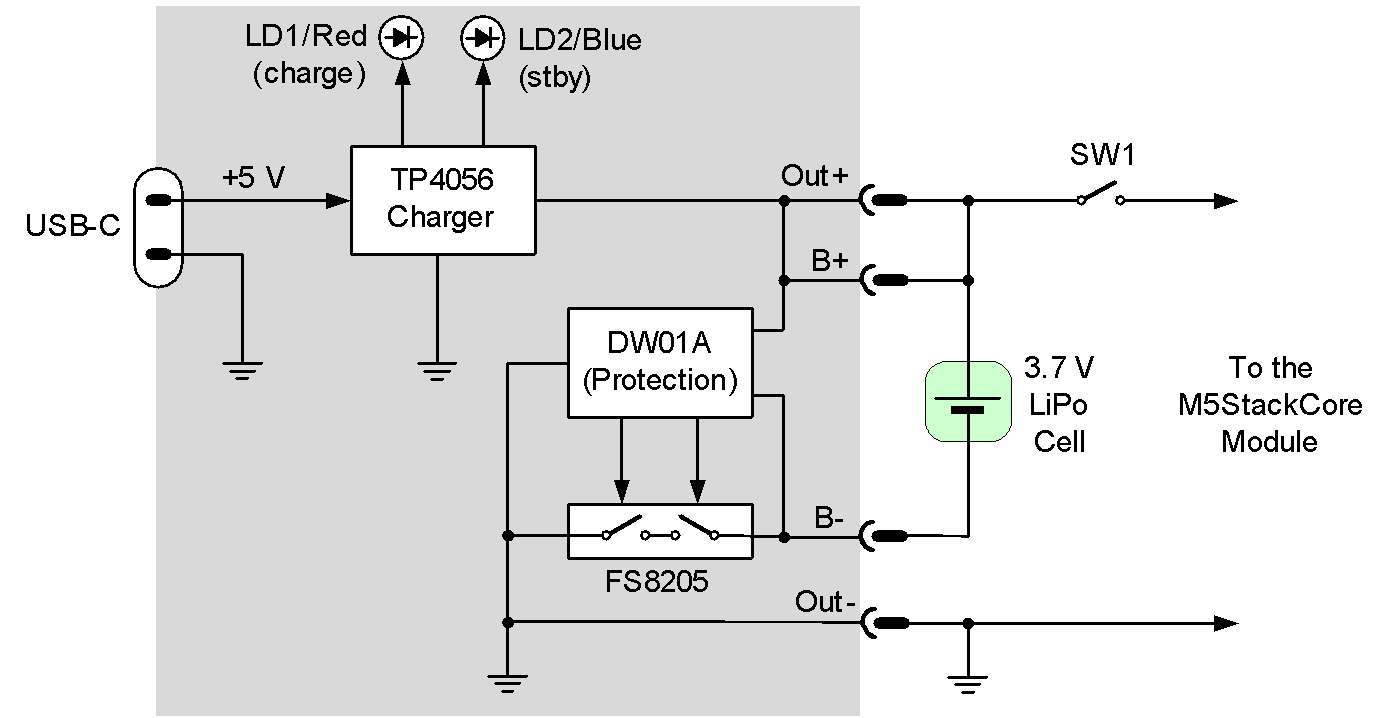 LD1/Red
(charge)
LD2/Blue
(stby)
USB-C
+5 V
TP4056
Charger
Out+
SW1
B+
DW01A
(Protection)
3.7 V
LiPo
Cell
To the
M5StackCore
Module
B-
FS8205
Out-